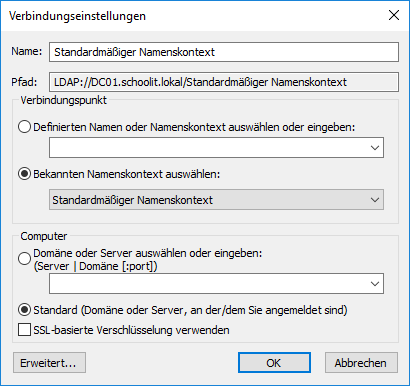 Verbindungseinstellungen
Name: Standardmäßiger Namenskontext
Pfad: LDAP://DC01.schoolit.lokal/Standardmäßiger Namenskontext
Verbindungspunkt
Definierten Namen oder Namenskontext auswählen oder eingeben:
Bekannten Namenskontext auswählen:
Standardmäßiger Namenskontext
Computer
Domäne oder Server auswählen oder eingeben:
(Server | Domäne [:port])
Standard (Domäne oder Server, an der/dem Sie angemeldet sind)
SSL-basierte Verschlüsselung verwenden
Erweitert... OK Abbrechen